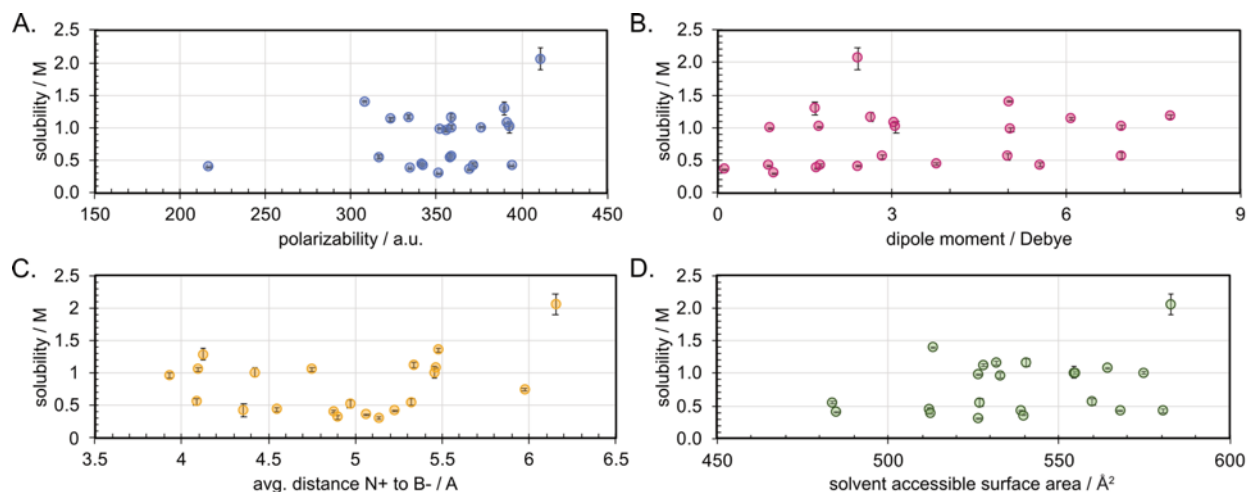 A.
2.5
2.0
1.5
1.0
0.5
0.0
solubility / M
150 200 250 300 350 400 450
polarizability / a.u.
B.
2.5
2.0
1.5
1.0
0.5
0.0
solubility / M
0 3 6 9
dipole moment / Debye
C.
2.5
2
1.5
1
0.5
0
solubility / M
3.5 4 4.5 5 5.5 6 6.5
avg. distance N+ to B- / A
D.
2.5
2.0
1.5
1.0
0.5
0.0
solubility / M
450 500 550 600
solvent accessible surface area / Å²